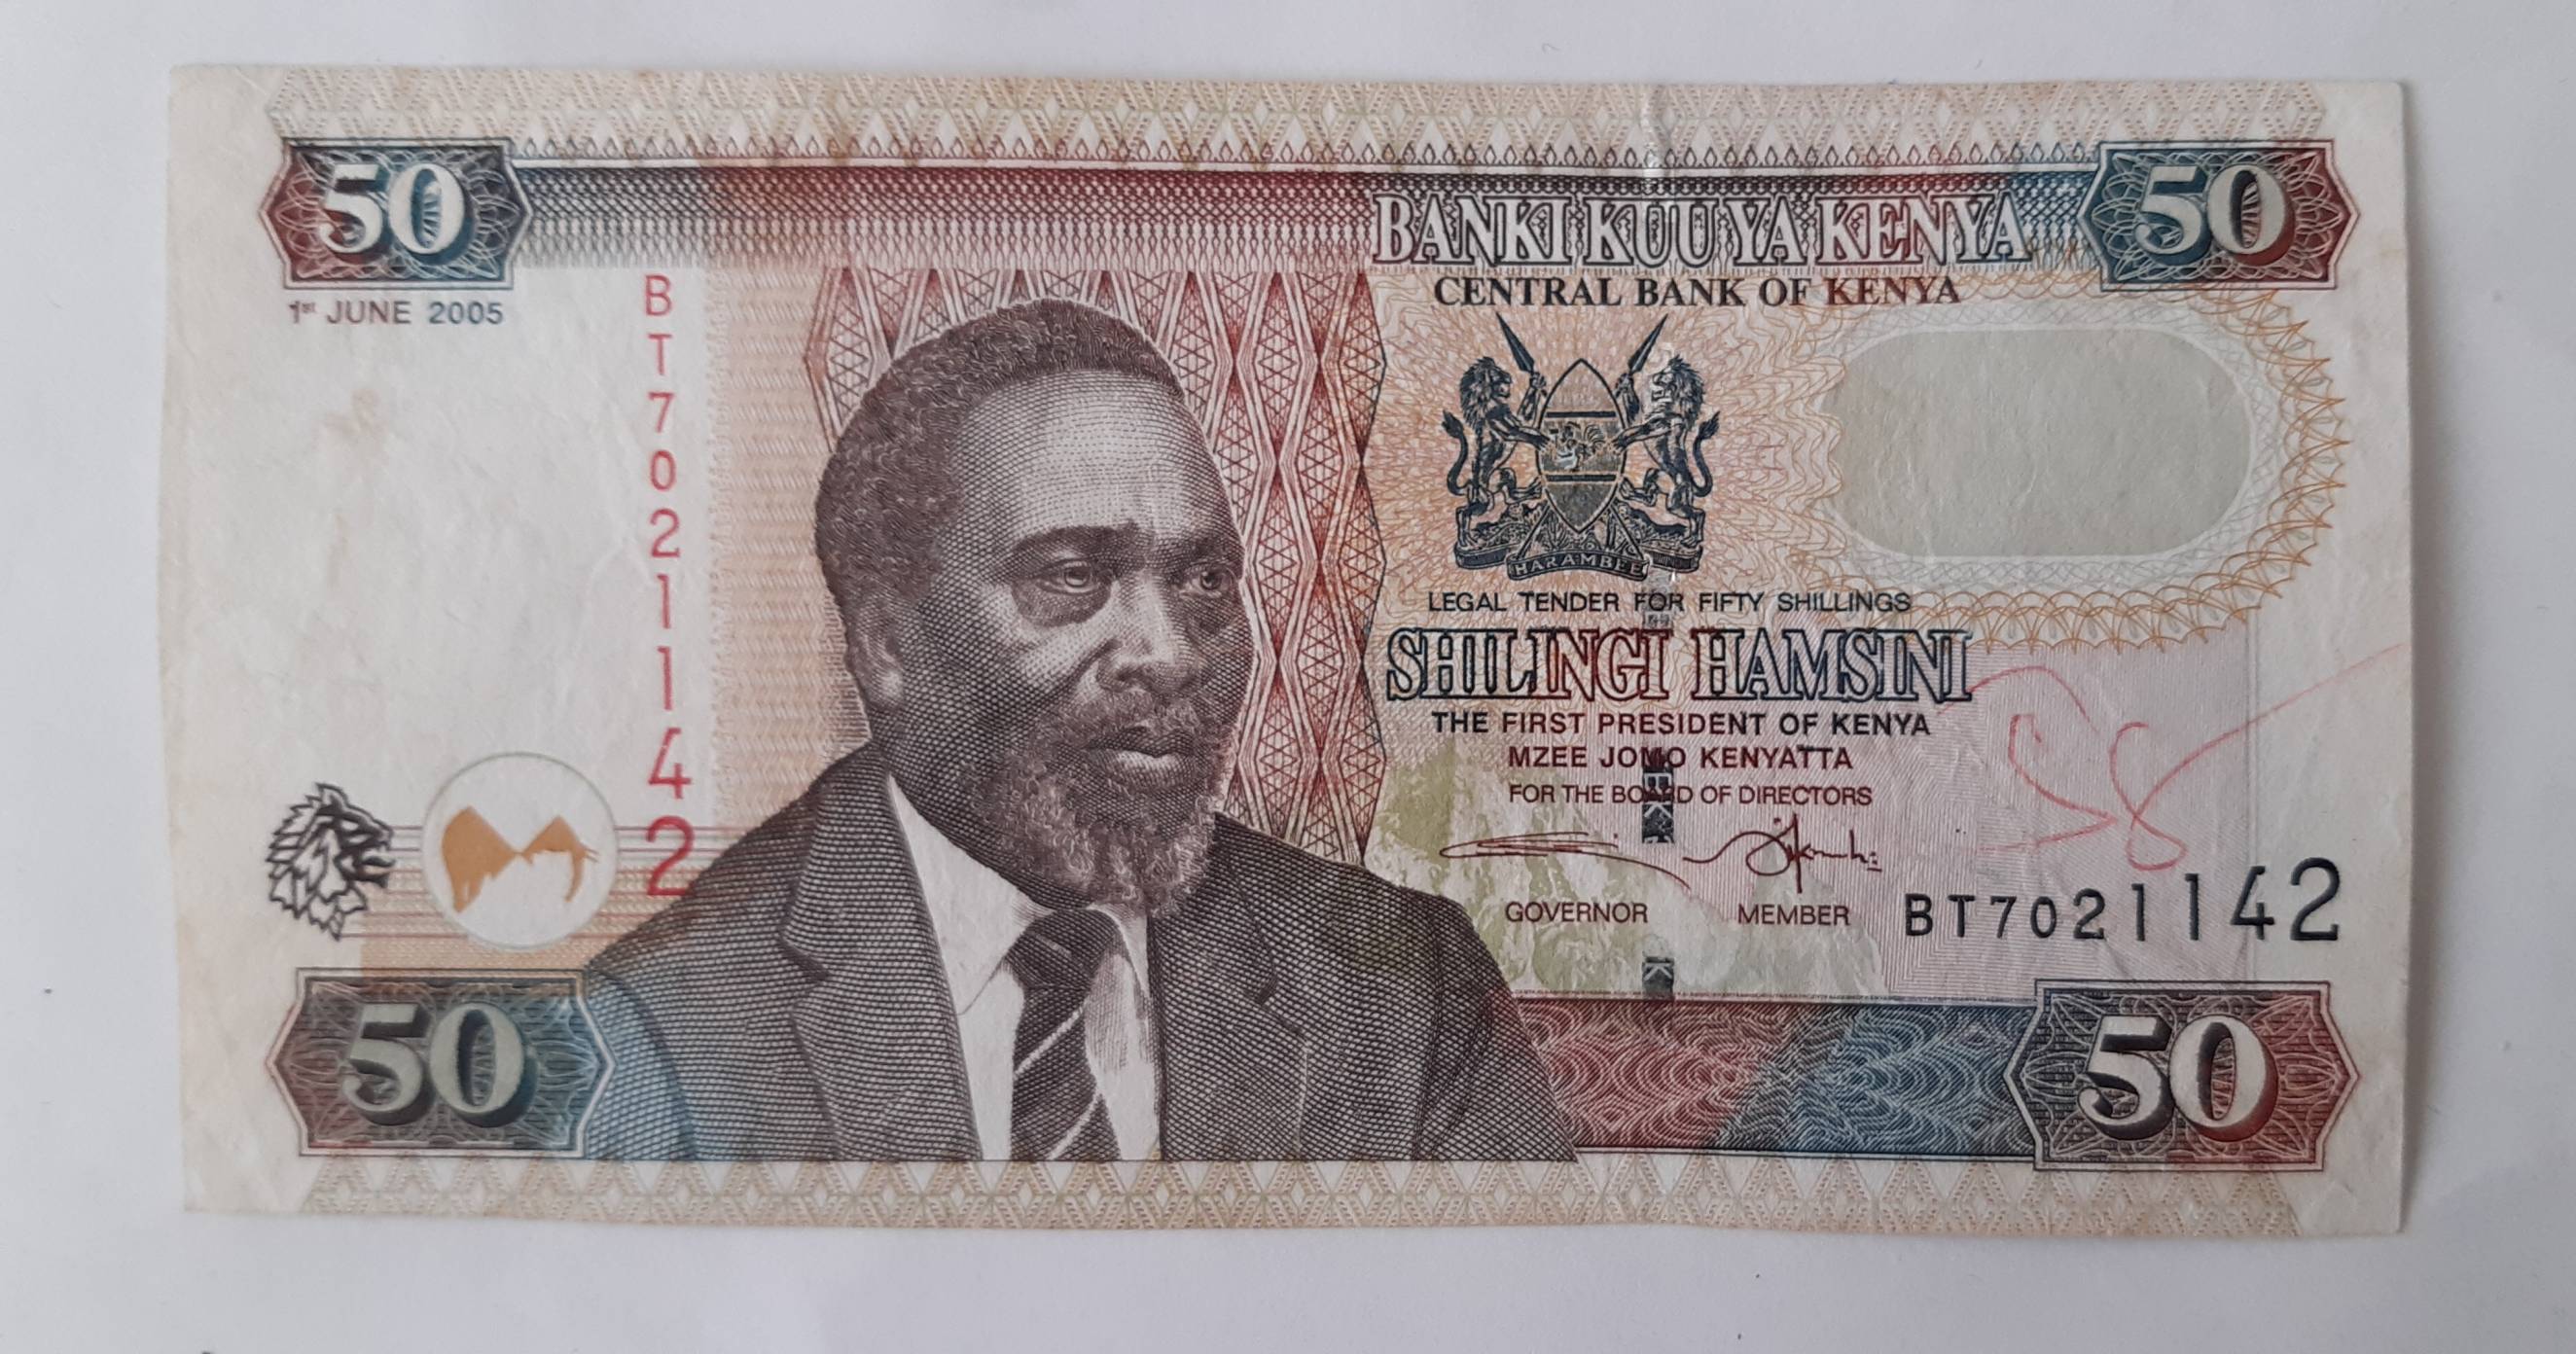 50
BANKI KUU YA KENYA
50
CENTRAL BANK OF KENYA
1st JUNE 2005
BT7021142
HARAMBEE
LEGAL TENDER FOR FIFTY SHILLINGS
SHILINGI HAMSINI
THE FIRST PRESIDENT OF KENYA
MZEE JOMO KENYATTA
FOR THE BOARD OF DIRECTORS
GOVERNOR
MEMBER
BT7021142
50
50